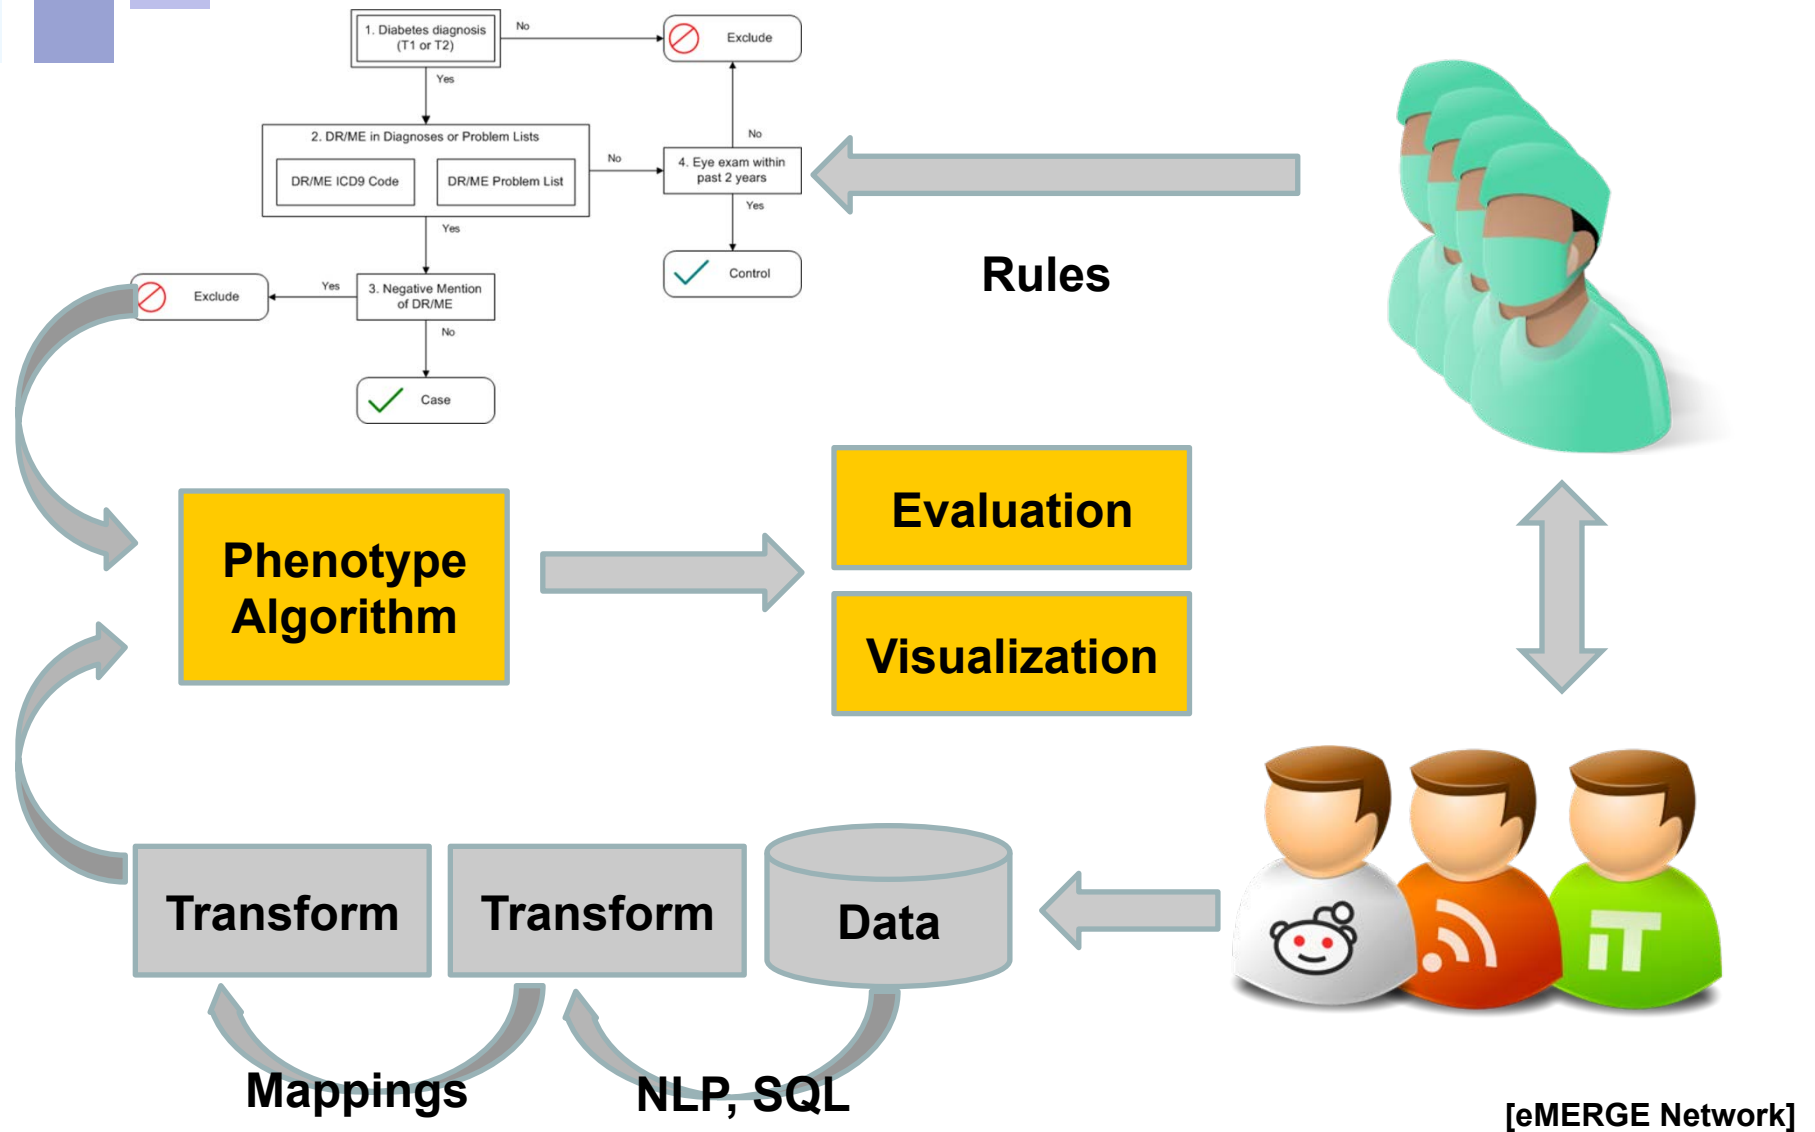 1. Diabetes diagnosis
(T1 or T2)
No
Exclude
Yes
2. DR/ME in Diagnoses or Problem Lists
DR/ME ICD9 Code
DR/ME Problem List
No
No
4. Eye exam within
past 2 years
Yes
Control
Yes
3. Negative Mention
of DR/ME
Yes
Exclude
No
Case
Rules
Phenotype
Algorithm
Evaluation
Visualization
Transform
Transform
Data
iT
Mappings
NLP, SQL
[eMERGE Network]